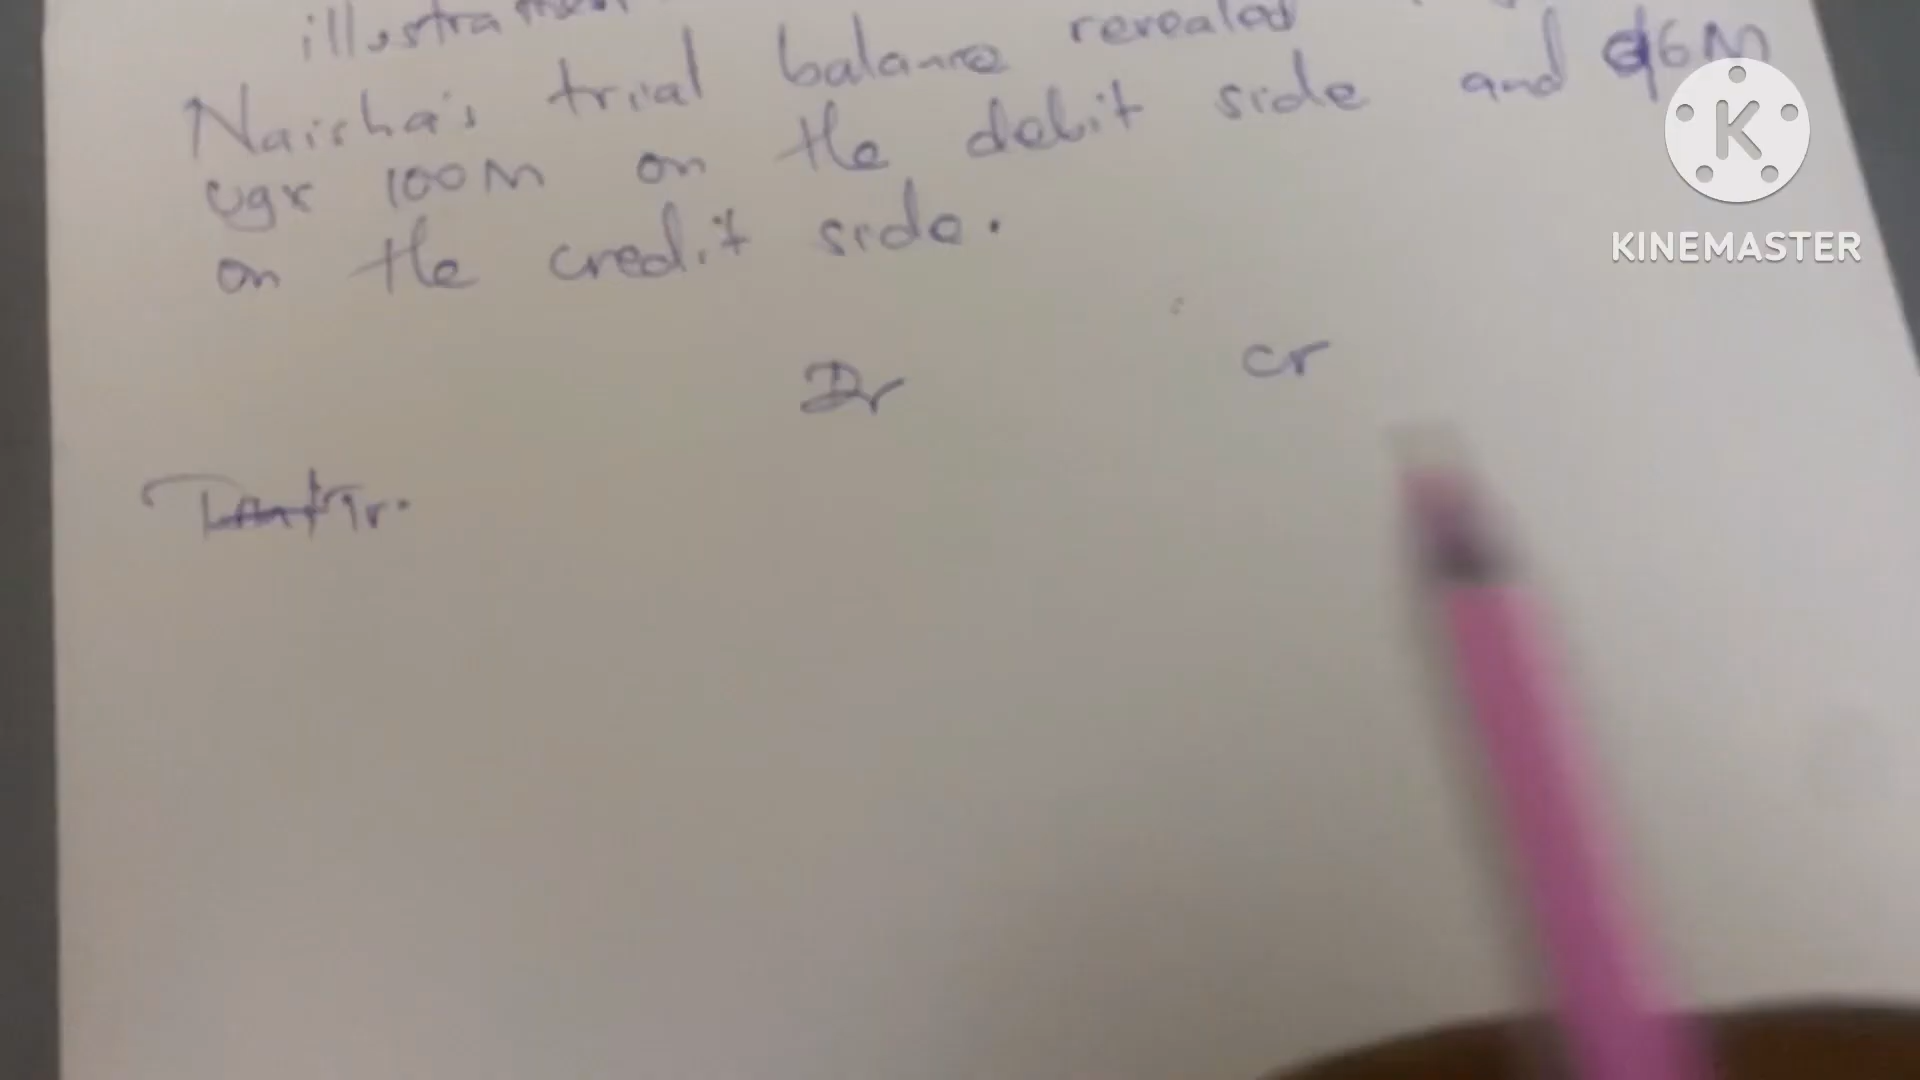 Naisha's trial balance revealed
ugx 100M on the debit side and 96M
on the credit side.
Dr cr
Tr.
KINEMASTER